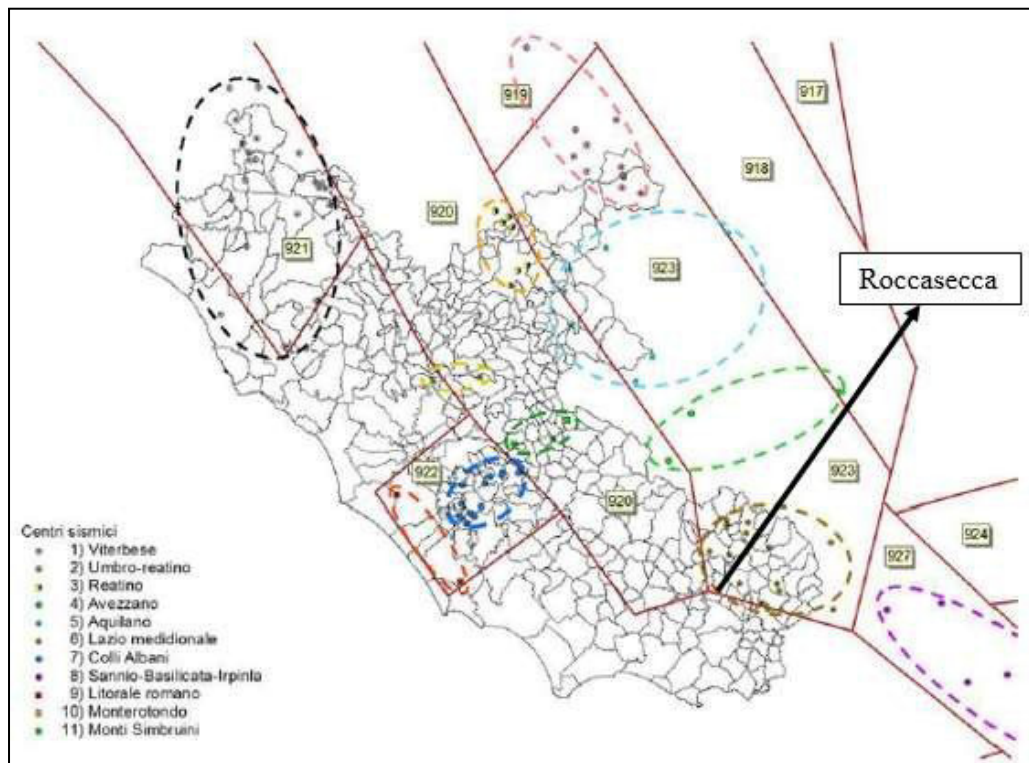 919
917
918
920
921
923
Roccasecca
922
923
920
924
927
Centri sismici
1) Viterbese
2) Umbro-reatino
3) Reatino
4) Avezzano
5) Aquilano
6) Lazio medidionale
7) Colli Albani
8) Sannio-Basilicata-Irpinia
9) Litorale romano
10) Monterotondo
11) Monti Simbruini